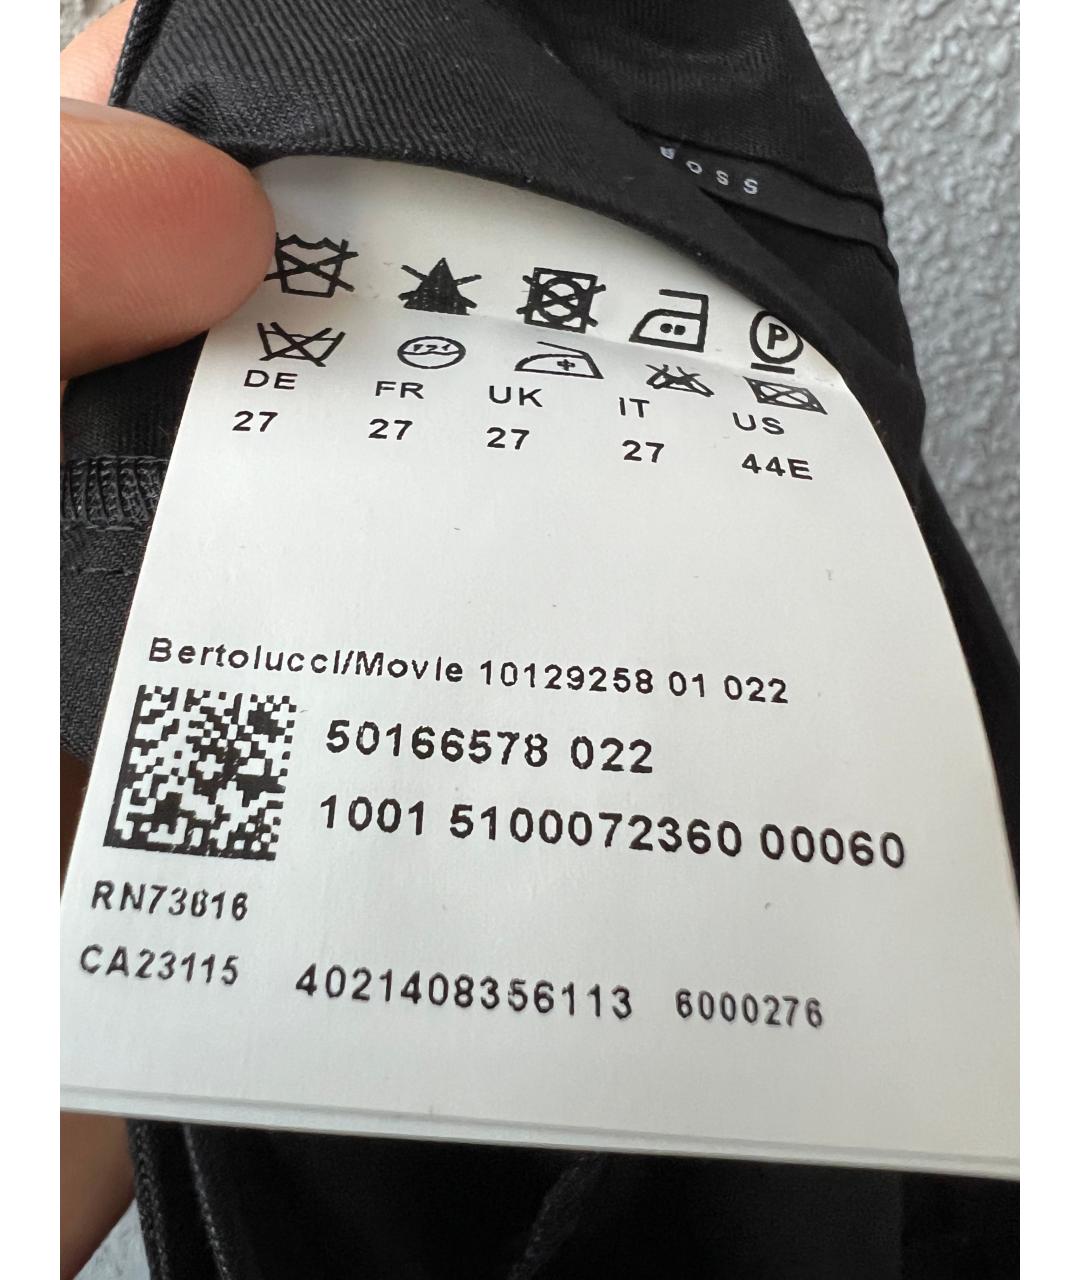 BOSS
P
DE FR UK IT US
27 27 27 27 44E
Bertolucci/Movie 10129258 01 022
50166578 022
1001 5100072360 00060
RN73616
CA23115 4021408356113 6000276